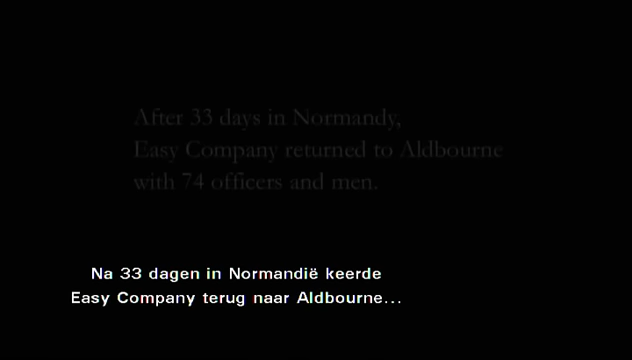 After 33 days in Normandy,
Easy Company returned to Aldbourne
with 74 officers and men.
Na 33 dagen in Normandië keerde
Easy Company terug naar Aldbourne...